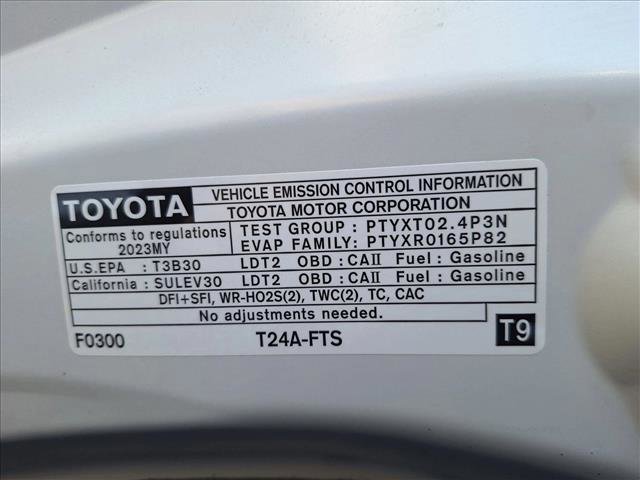 TOYOTA
VEHICLE EMISSION CONTROL INFORMATION
TOYOTA MOTOR CORPORATION
Conforms to regulations
2023MY
TEST GROUP : PTYXT02.4P3N
EVAP FAMILY: PTYXR0165P82
U.S.EPA : T3B30 LDT2 OBD : CAII Fuel : Gasoline
California : SULEV30 LDT2 OBD : CAII Fuel : Gasoline
DFI+SFI, WR-HO2S(2), TWC(2), TC, CAC
No adjustments needed.
F0300 T24A-FTS T9